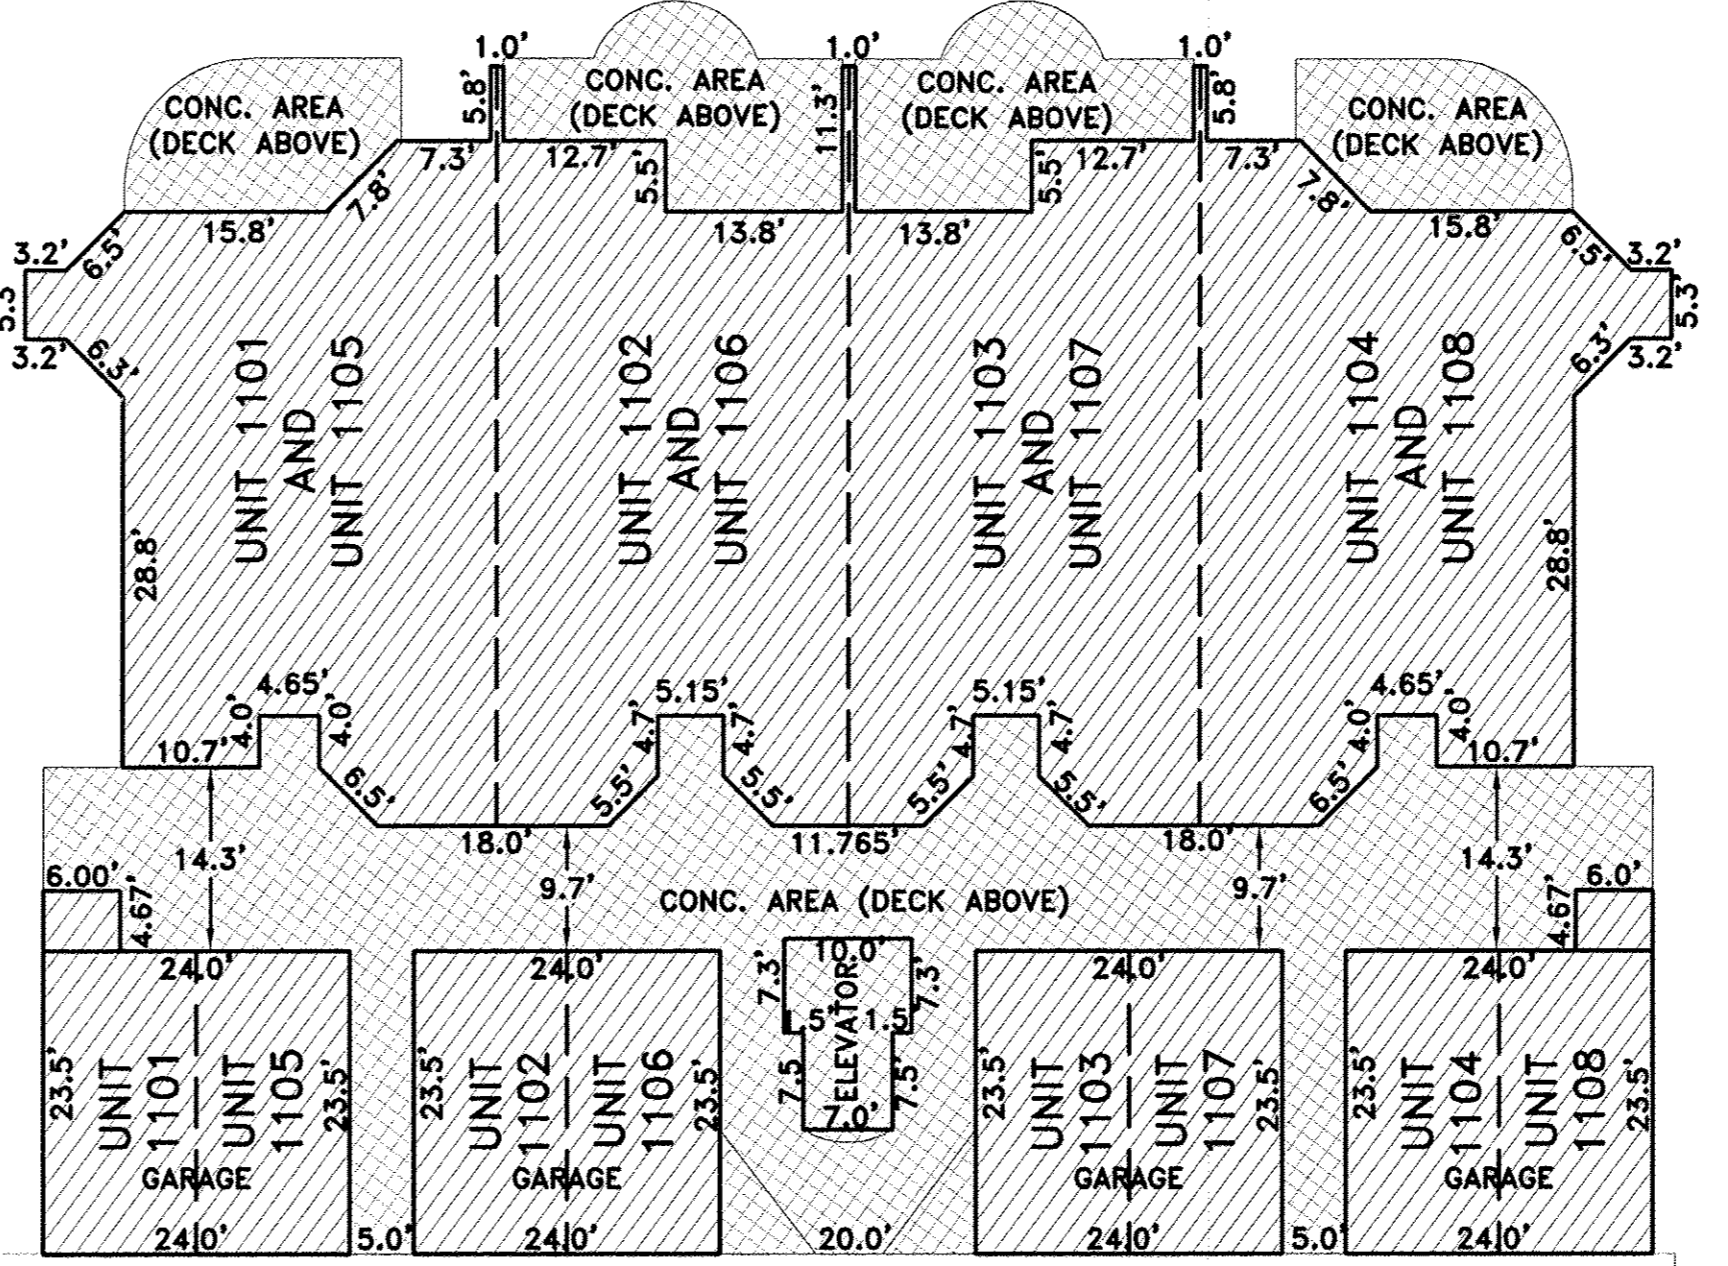 1.0' 1.0' 1.0'
5.8' 11.3' 5.8'
CONC. AREA
(DECK ABOVE)
CONC. AREA
(DECK ABOVE)
CONC. AREA
(DECK ABOVE)
CONC. AREA
(DECK ABOVE)
7.3' 12.7' 12.7' 7.3'
7.8' 5.5' 5.5' 7.8'
15.8' 13.8' 13.8' 15.8'
3.2' 6.5' 6.5' 3.2'
5.3' 5.3'
3.2' 6.3' 6.3' 3.2'
UNIT 1101
AND
UNIT 1105
UNIT 1102
AND
UNIT 1106
UNIT 1103
AND
UNIT 1107
UNIT 1104
AND
UNIT 1108
28.8' 28.8'
4.65' 5.15' 5.15' 4.65'
4.0' 4.0' 4.7' 4.7' 4.7' 4.7' 4.0' 4.0'
10.7' 10.7'
6.5' 5.5' 5.5' 5.5' 5.5' 6.5'
18.0' 11.765' 18.0'
14.3' 9.7' 9.7' 14.3'
6.00' 6.0'
4.67' 4.67'
CONC. AREA (DECK ABOVE)
24.0' 24.0' 10.0' 24.0' 24.0'
7.3' 7.3'
1.5' 1.5'
ELEVATOR
7.5' 7.5'
7.0'
23.5' 23.5' 23.5' 23.5' 23.5' 23.5' 23.5' 23.5'
UNIT
1101
UNIT
1105
UNIT
1102
UNIT
1106
UNIT
1103
UNIT
1107
UNIT
1104
UNIT
1108
GARAGE GARAGE GARAGE GARAGE
24.0' 5.0' 24.0' 20.0' 24.0' 5.0' 24.0'